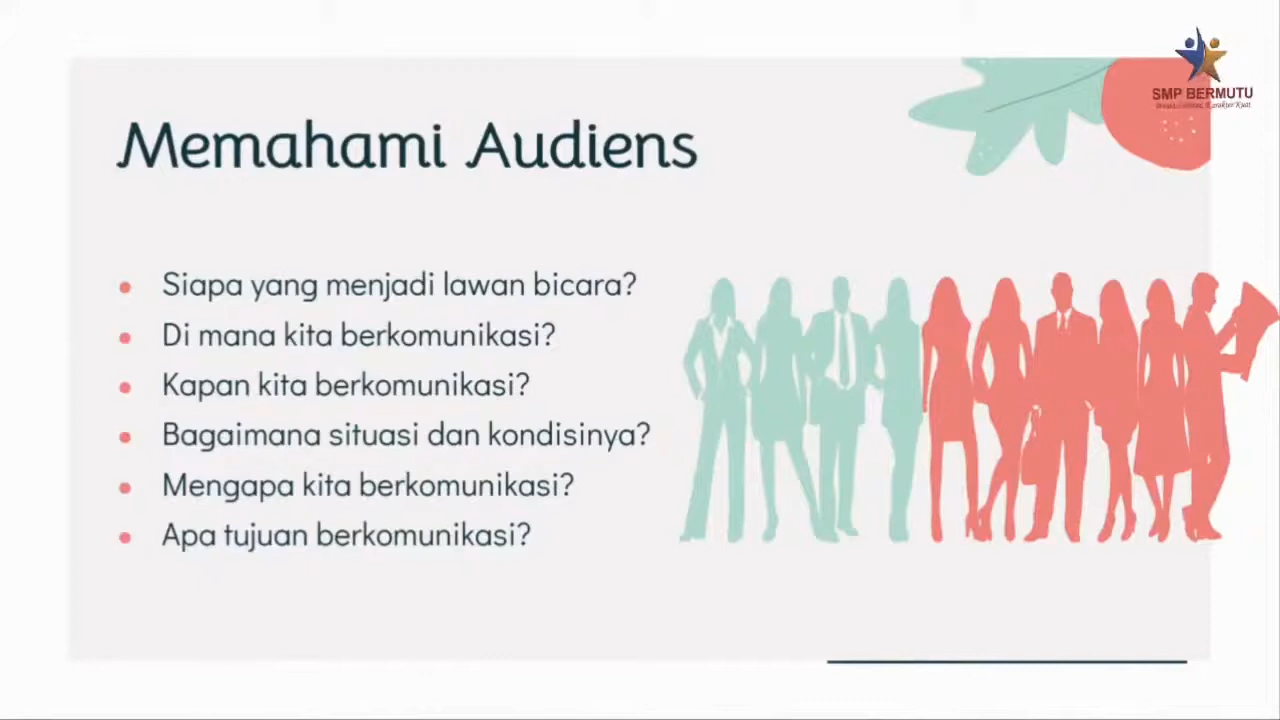 SMP BERMUTU
Memahami Audiens
Siapa yang menjadi lawan bicara?
Di mana kita berkomunikasi?
Kapan kita berkomunikasi?
Bagaimana situasi dan kondisinya?
Mengapa kita berkomunikasi?
Apa tujuan berkomunikasi?